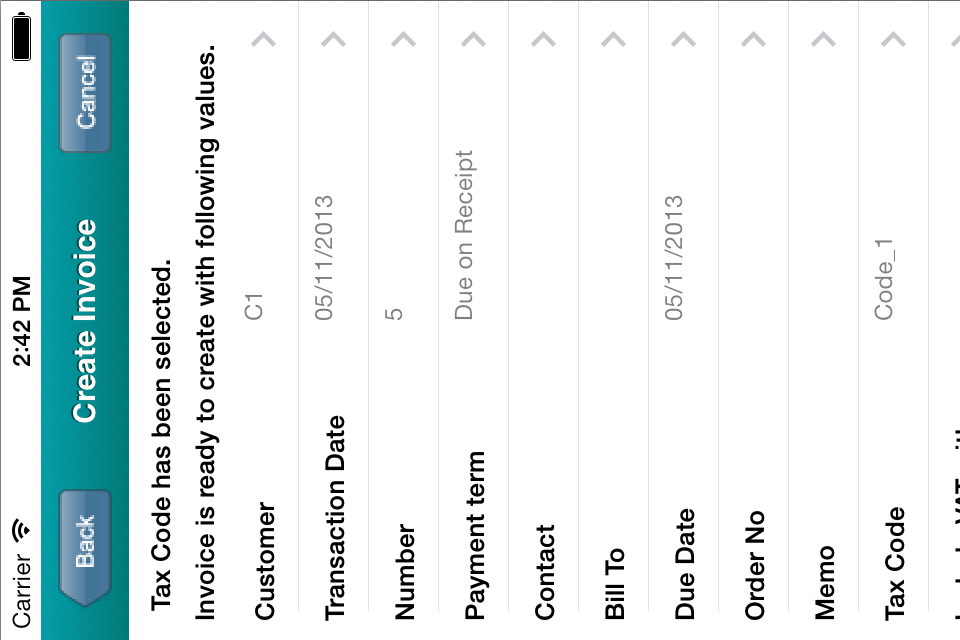 Carrier 2:42 PM
Back Create Invoice Cancel
Tax Code has been selected.
Invoice is ready to create with following values.
Customer C1
Transaction Date 05/11/2013
Number 5
Payment term Due on Receipt
Contact
Bill To
Due Date 05/11/2013
Order No
Memo
Tax Code Code_1